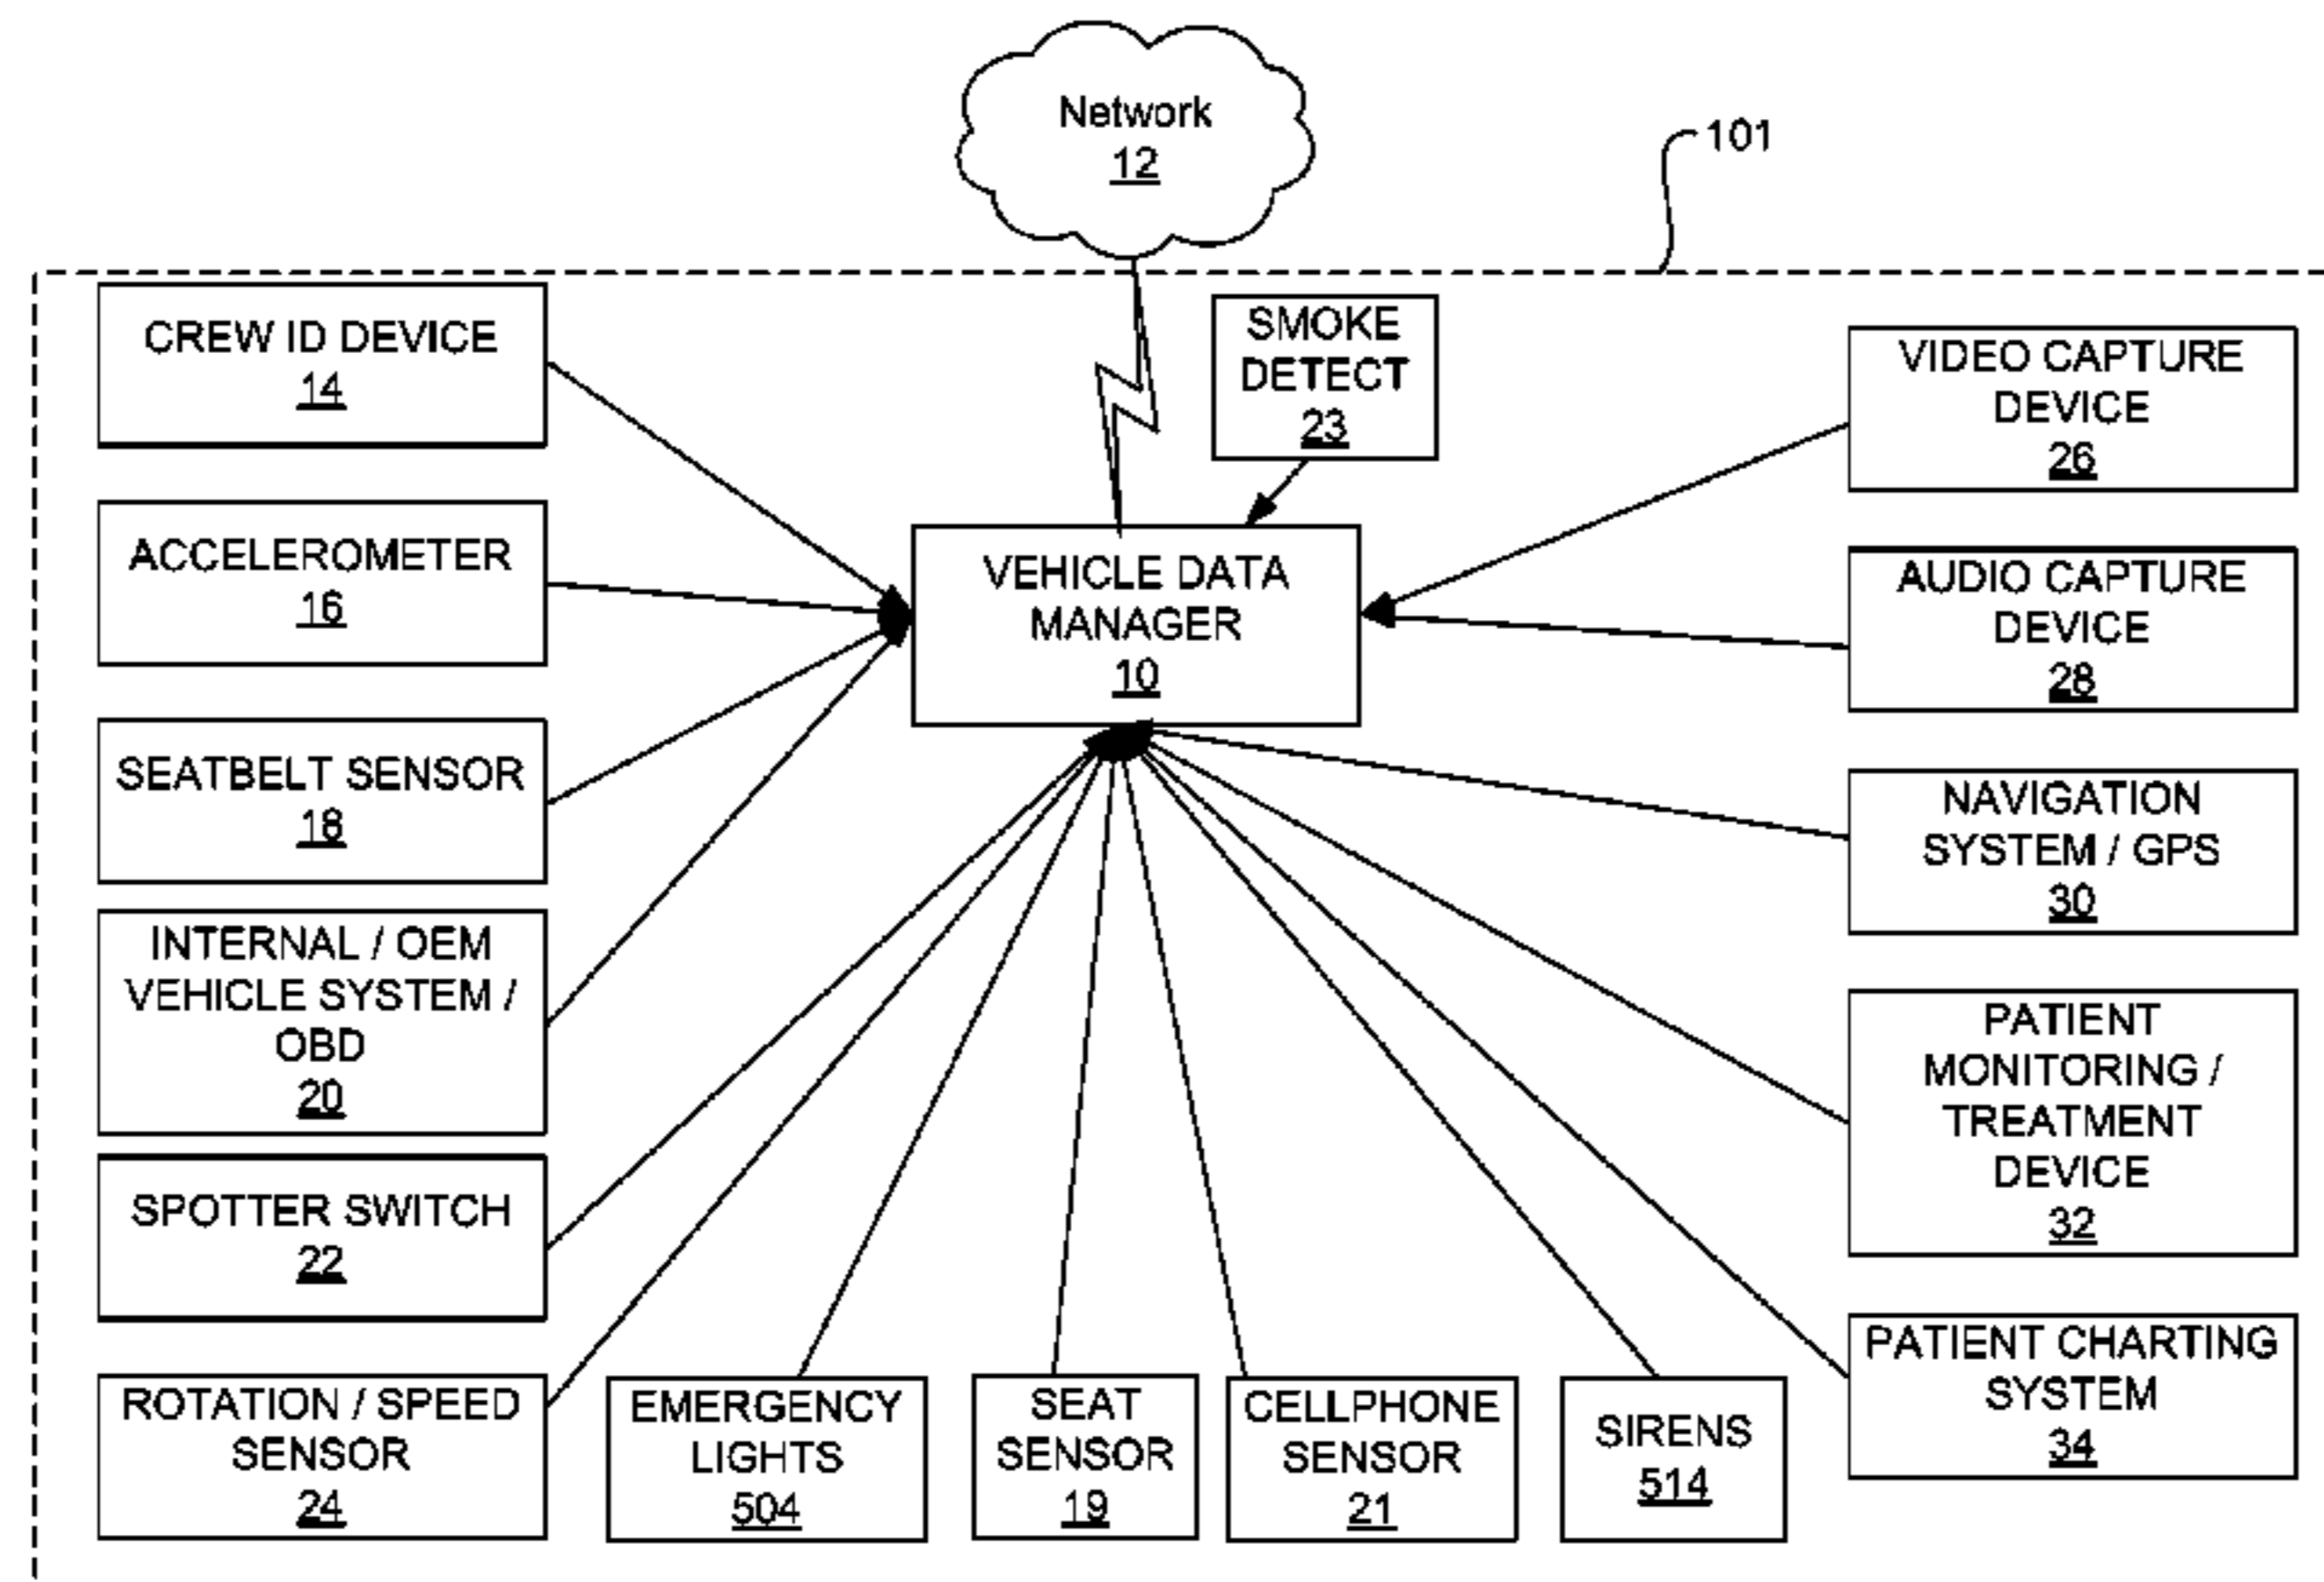 Network
12
101
CREW ID DEVICE
14
SMOKE
DETECT
23
VIDEO CAPTURE
DEVICE
26
ACCELEROMETER
16
VEHICLE DATA
MANAGER
10
AUDIO CAPTURE
DEVICE
28
SEATBELT SENSOR
18
NAVIGATION
SYSTEM / GPS
30
INTERNAL / OEM
VEHICLE SYSTEM /
OBD
20
PATIENT
MONITORING /
TREATMENT
DEVICE
32
SPOTTER SWITCH
22
ROTATION / SPEED
SENSOR
24
EMERGENCY
LIGHTS
504
SEAT
SENSOR
19
CELLPHONE
SENSOR
21
SIRENS
514
PATIENT CHARTING
SYSTEM
34